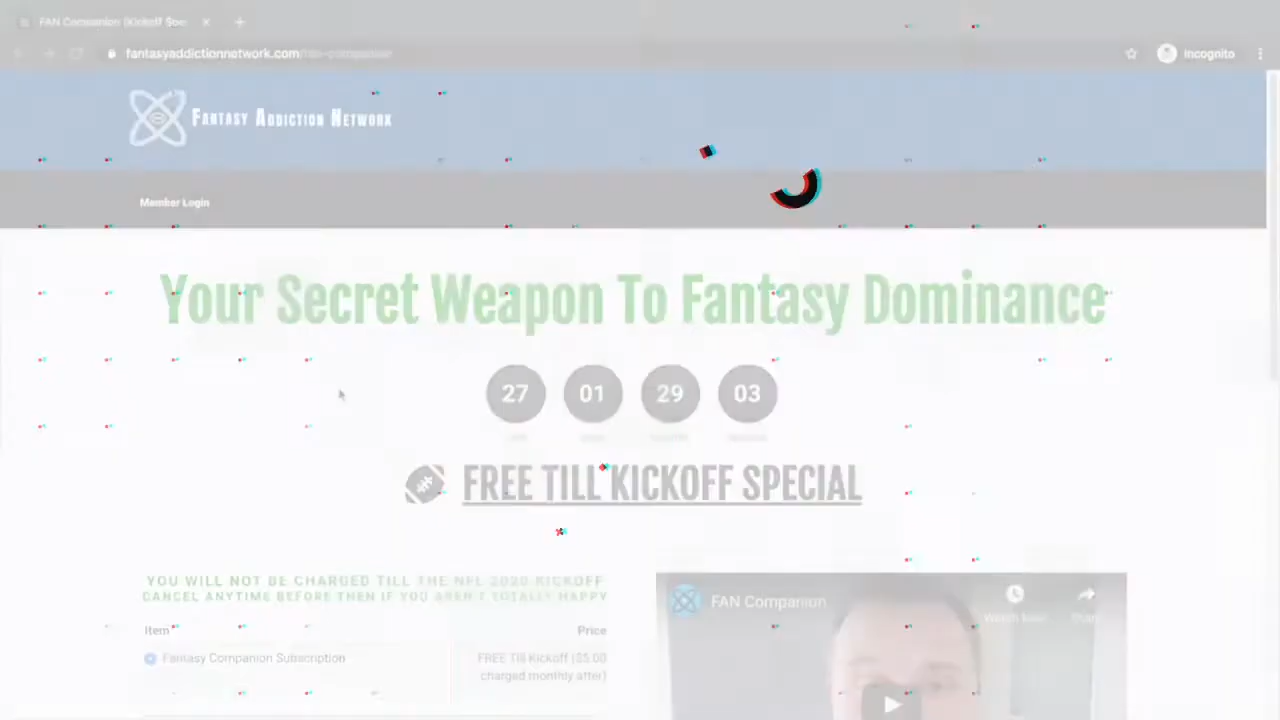 FAN Companion (Kickoff Spe
fantasyaddictionnetwork.com/fan-companion
Incognito
FANTASY ADDICTION NETWORK
Member Login
Your Secret Weapon To Fantasy Dominance
27 01 29 03
FREE TILL KICKOFF SPECIAL
YOU WILL NOT BE CHARGED TILL THE NFL 2020 KICKOFF
CANCEL ANYTIME BEFORE THEN IF YOU AREN'T TOTALLY HAPPY
Item Price
Fantasy Companion Subscription
FREE Till Kickoff ($5.00
charged monthly after)
FAN Companion